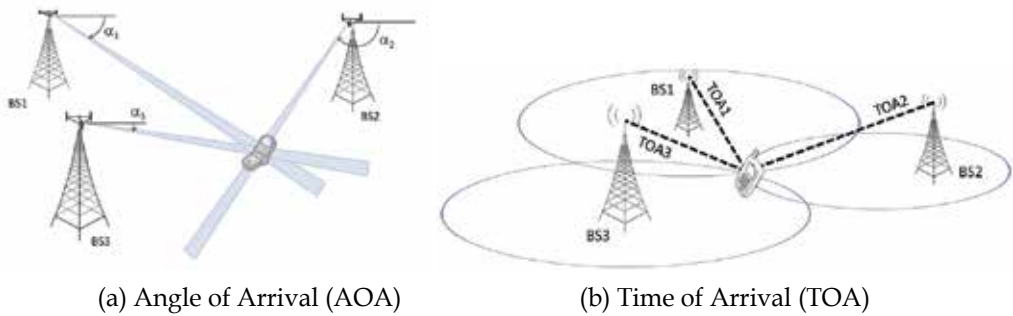 α1
α2
BS1
BS2
α3
BS3
BS1
TOA1
TOA2
TOA3
BS2
BS3
(a) Angle of Arrival (AOA)
(b) Time of Arrival (TOA)